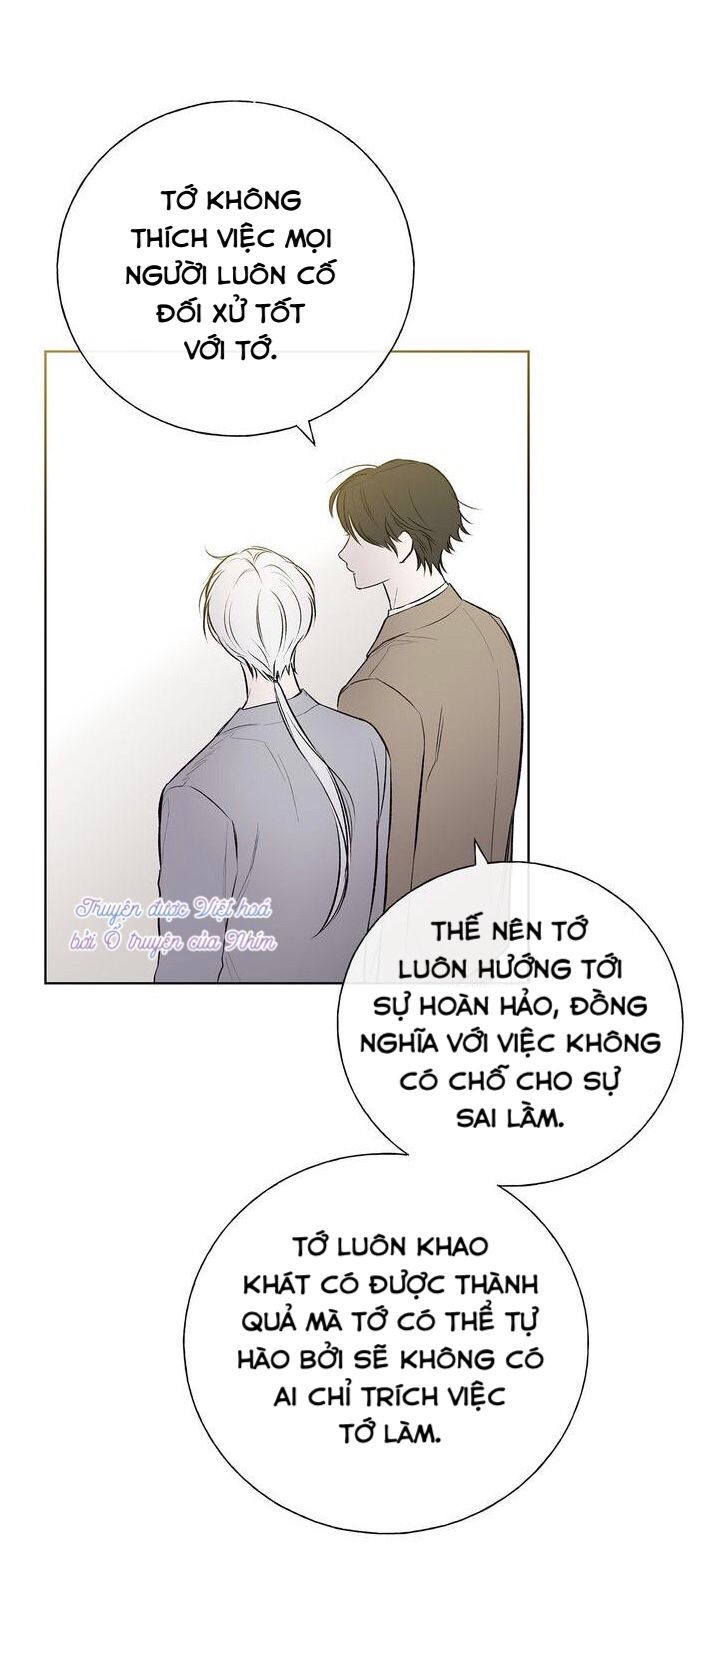 TỚ KHÔNG
THÍCH VIỆC MỌI
NGƯỜI LUÔN CỐ
ĐỐI XỬ TỐT
VỚI TỚ.
Truyện được Việt hoá
bởi Ổ truyện của Nhím
THẾ NÊN TỚ
LUÔN HƯỚNG TỚI
SỰ HOÀN HẢO, ĐỒNG
NGHĨA VỚI VIỆC KHÔNG
CÓ CHỖ CHO SỰ
SAI LẦM.
TỚ LUÔN KHAO
KHÁT CÓ ĐƯỢC THÀNH
QUẢ MÀ TỚ CÓ THỂ TỰ
HÀO BỞI SẼ KHÔNG CÓ
AI CHỈ TRÍCH VIỆC
TỚ LÀM.